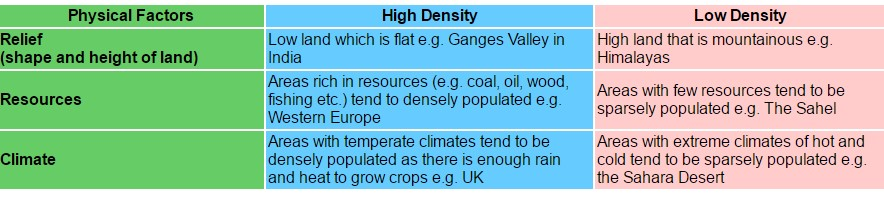 Physical Factors High Density Low Density
Relief
(shape and height of land)
Low land which is flat e.g. Ganges Valley in
India
High land that is mountainous e.g.
Himalayas
Resources
Areas rich in resources (e.g. coal, oil, wood,
fishing etc.) tend to densely populated e.g.
Western Europe
Areas with few resources tend to be
sparsely populated e.g. The Sahel
Climate
Areas with temperate climates tend to be
densely populated as there is enough rain
and heat to grow crops e.g. UK
Areas with extreme climates of hot and
cold tend to be sparsely populated e.g.
the Sahara Desert